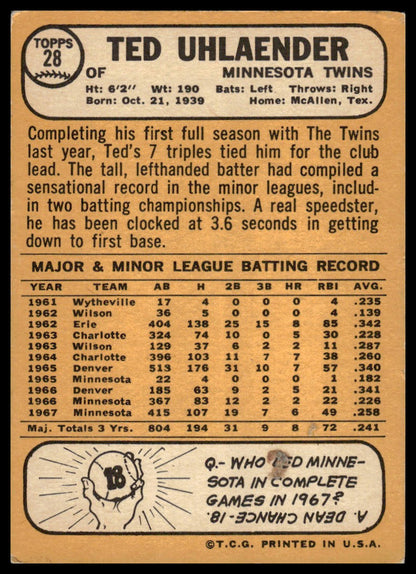 TOPPS
28
TED UHLAENDER
OF MINNESOTA TWINS
Ht: 6'2" Wt: 190 Bats: Left Throws: Right
Born: Oct. 21, 1939 Home: McAllen, Tex.
Completing his first full season with The Twins
last year, Ted's 7 triples tied him for the club
lead. The tall, lefthanded batter had compiled a
sensational record in the minor leagues, includ-
in two batting championships. A real speedster,
he has been clocked at 3.6 seconds in getting
down to first base.
MAJOR & MINOR LEAGUE BATTING RECORD
YEAR TEAM AB H 2B 3B HR RBI AVG.
1961 Wytheville 17 4 0 0 0 4 .235
1962 Wilson 36 5 0 0 0 4 .139
1962 Erie 404 138 25 15 8 85 .342
1963 Charlotte 324 74 10 0 5 30 .228
1963 Wilson 129 37 6 2 2 11 .287
1964 Charlotte 396 103 11 7 7 38 .260
1965 Denver 513 176 31 10 7 57 .340
1965 Minnesota 22 4 0 0 0 1 .182
1966 Denver 185 63 9 2 5 21 .341
1966 Minnesota 367 83 12 2 2 22 .226
1967 Minnesota 415 107 19 7 6 49 .258
Maj. Totals 3 Yrs. 804 194 31 9 8 72 .241
18
Q.- WHO LED MINNE-
SOTA IN COMPLETE
GAMES IN 1967?
A. DEAN CHANCE-18.
©T.C.G. PRINTED IN U.S.A.